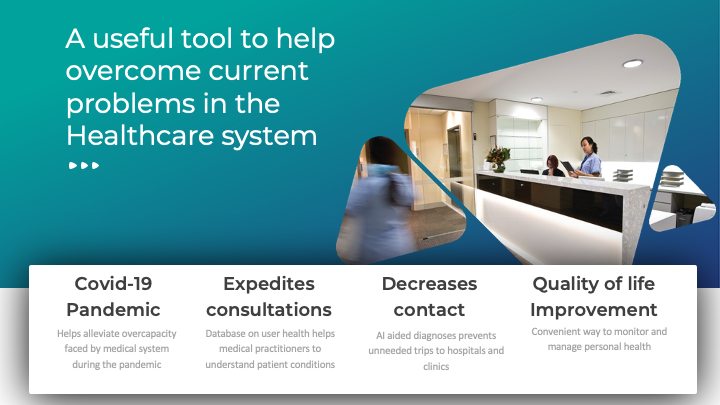 A useful tool to help
overcome current
problems in the
Healthcare system
Covid-19
Pandemic
Helps alleviate overcapacity
faced by medical system
during the pandemic
Expedites
consultations
Database on user health helps
medical practitioners to
understand patient conditions
Decreases
contact
AI aided diagnoses prevents
unneeded trips to hospitals and
clinics
Quality of life
Improvement
Convenient way to monitor and
manage personal health